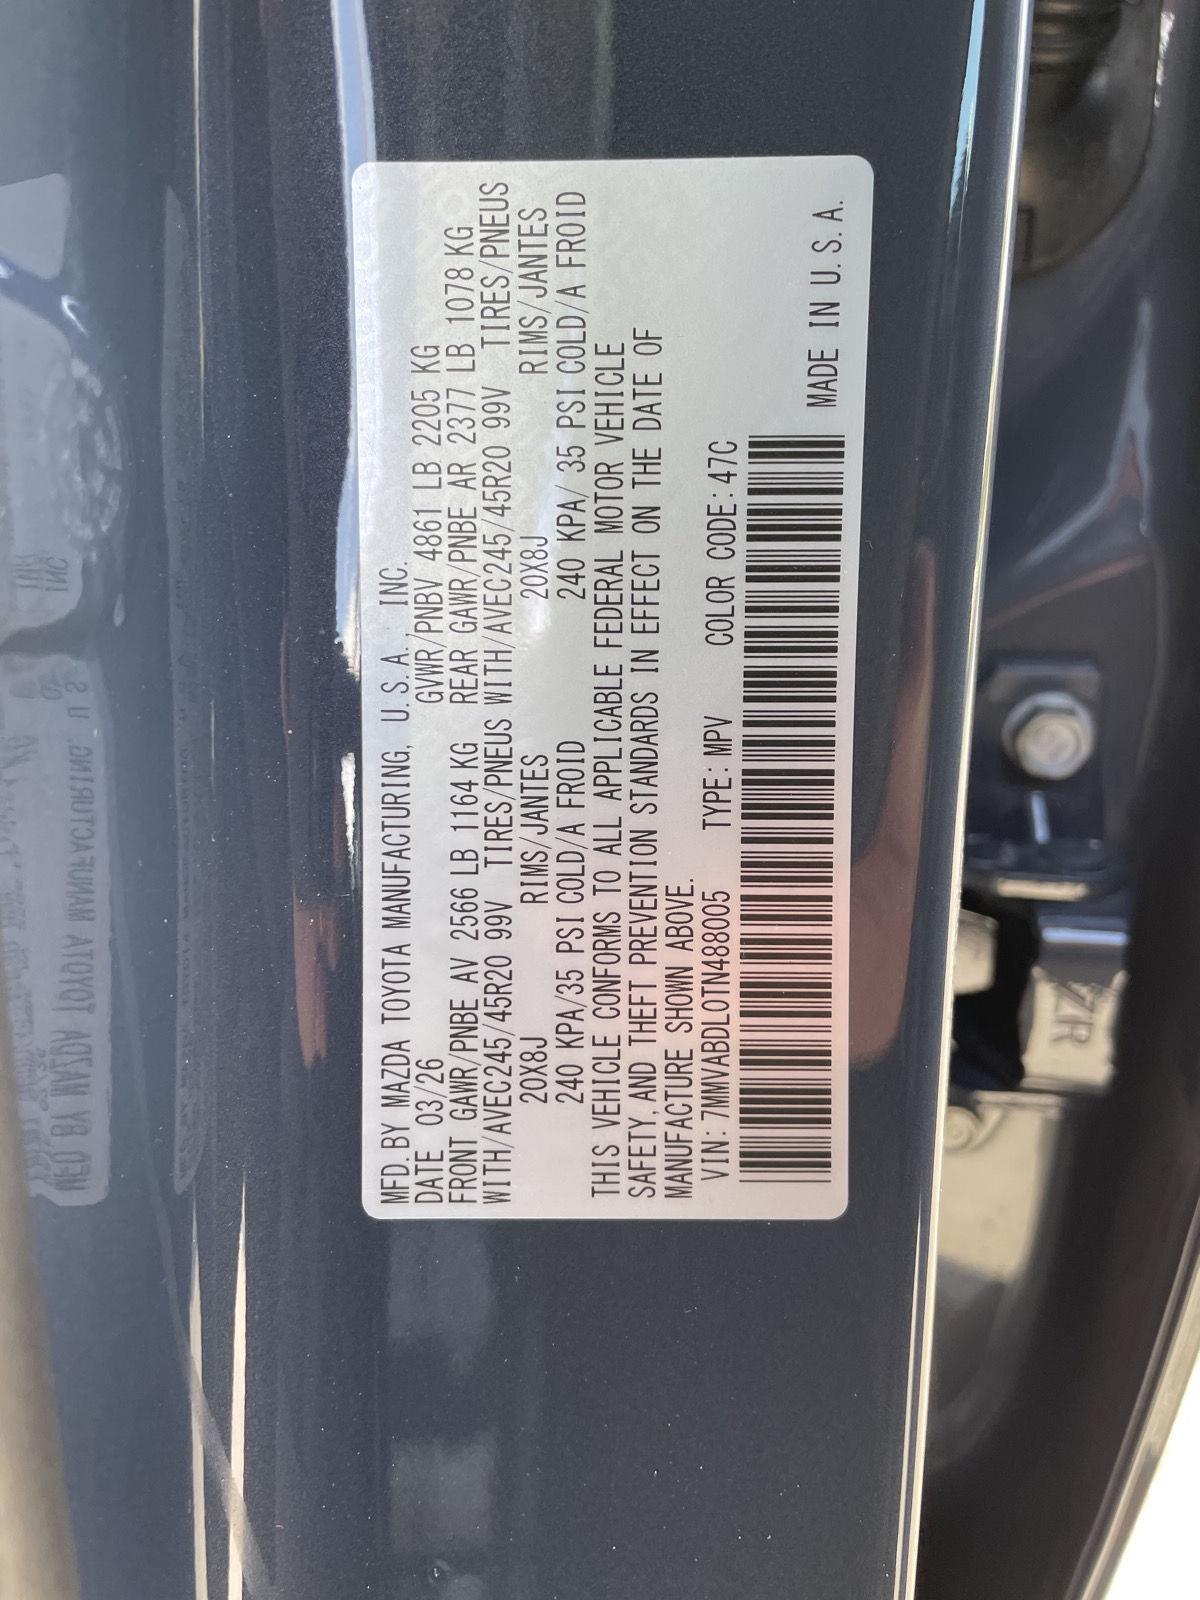 MFD.BY MAZDA TOYOTA MANUFACTURING, U.S.A., INC.
DATE 03/26 GVWR/PNBV 4861 LB 2205 KG
FRONT GAWR/PNBE AV 2566 LB 1164 KG REAR GAWR/PNBE AR 2377 LB 1078 KG
WITH/AVEC245/45R20 99V TIRES/PNEUS WITH/AVEC245/45R20 99V TIRES/PNEUS
20X8J RIMS/JANTES 20X8J RIMS/JANTES
240 KPA/35 PSI COLD/A FROID 240 KPA/ 35 PSI COLD/A FROID
THIS VEHICLE CONFORMS TO ALL APPLICABLE FEDERAL MOTOR VEHICLE
SAFETY, AND THEFT PREVENTION STANDARDS IN EFFECT ON THE DATE OF
MANUFACTURE SHOWN ABOVE.
VIN: 7MMVABDL0TN488005 TYPE: MPV COLOR CODE: 47C
MADE IN U.S.A.
ZR